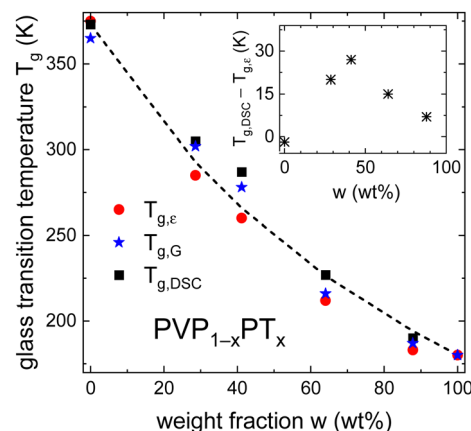 glass transition temperature T_g (K)
350
300
250
200
0
20
40
60
80
100
weight fraction w (wt%)
T_g,ε
T_g,G
T_g,DSC
PVP_1–xPT_x
T_g,DSC – T_g,ε (K)
30
15
0
0
50
100
w (wt%)